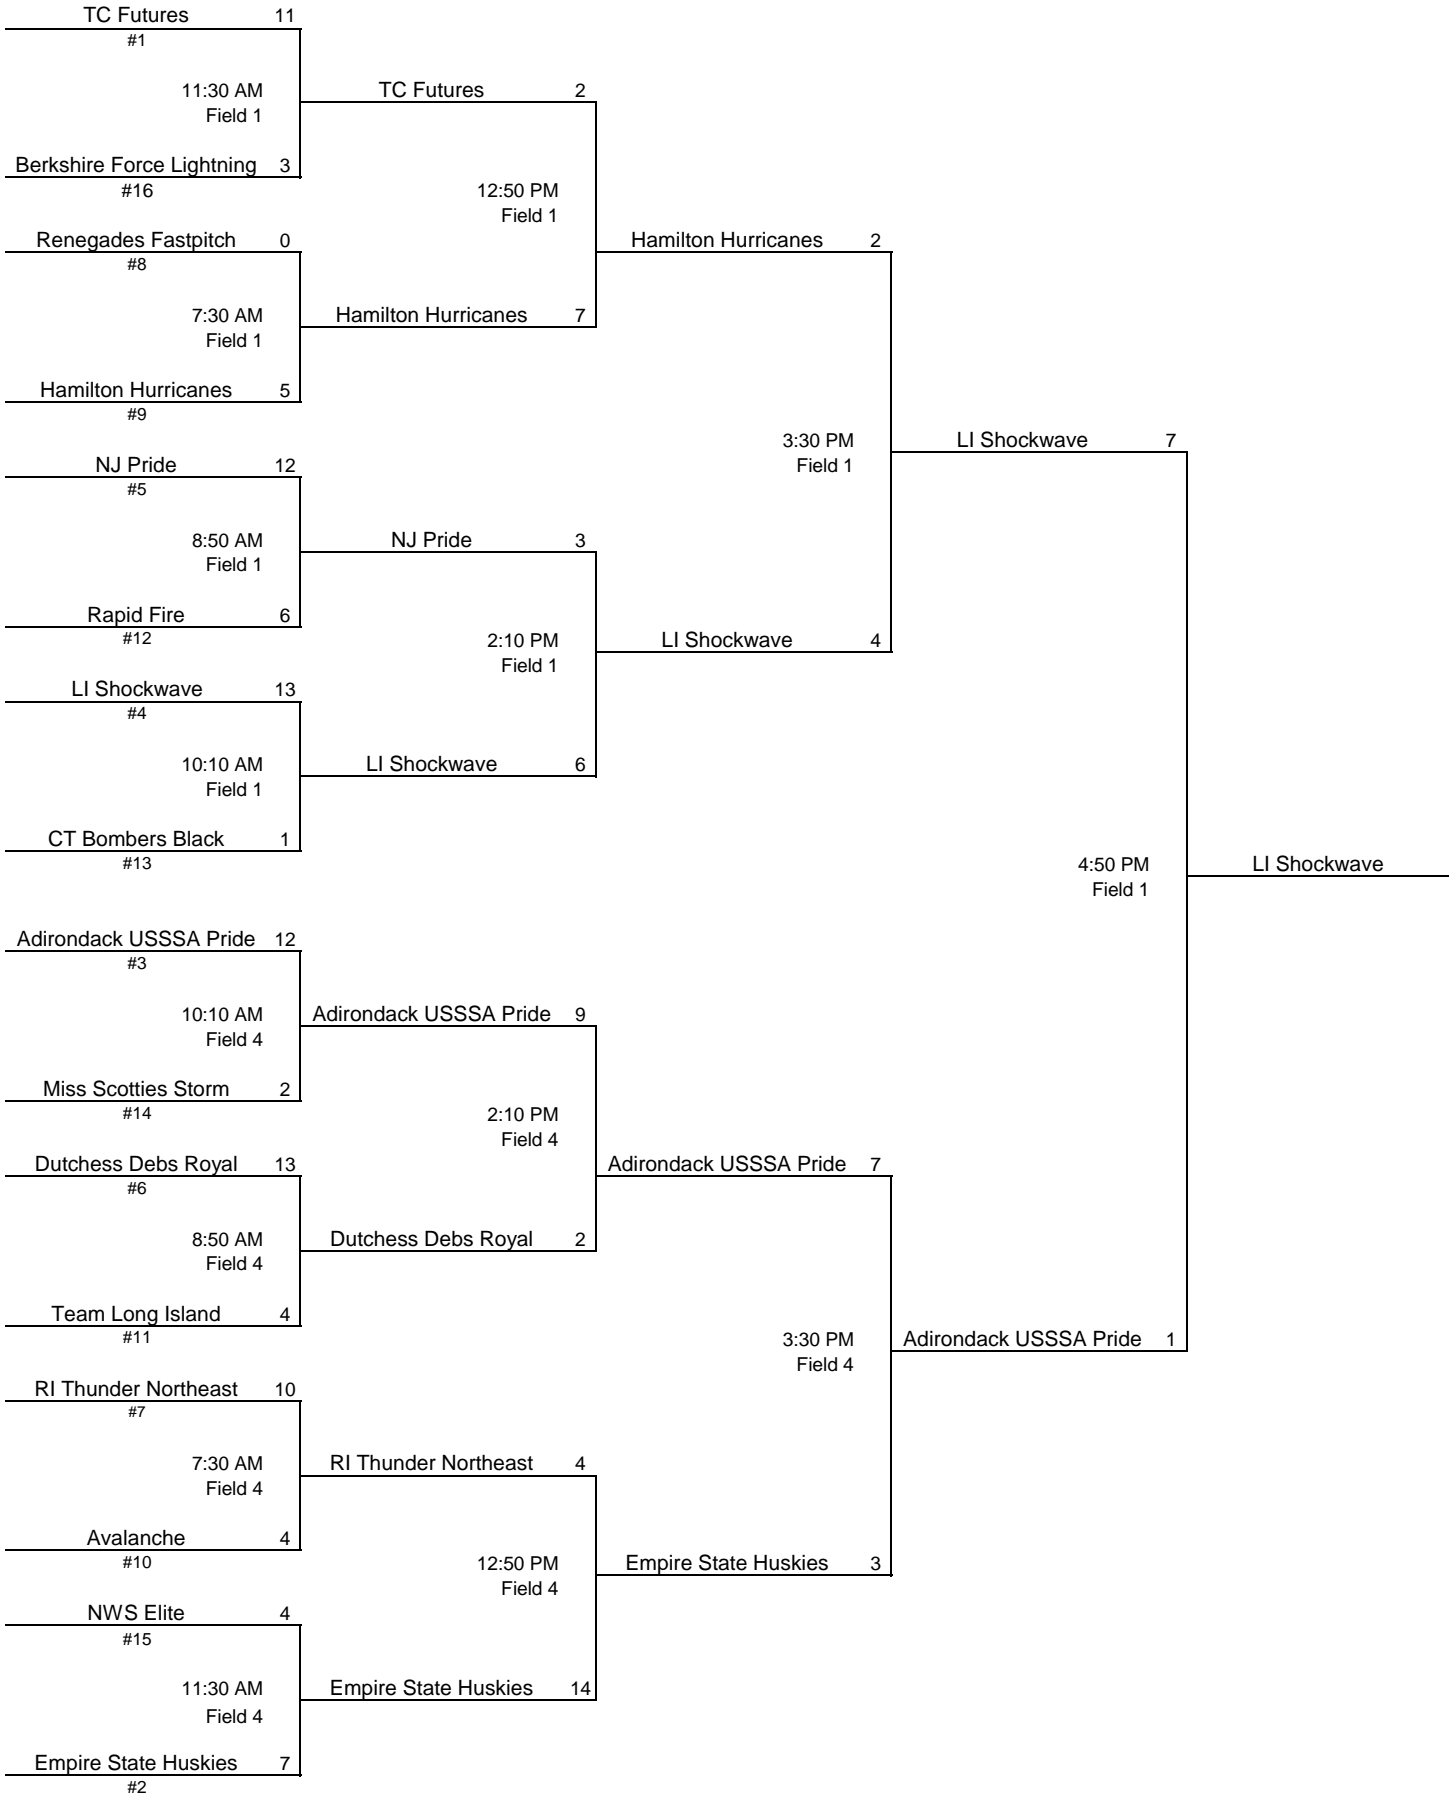 TC Futures 11
#1
11:30 AM TC Futures 2
Field 1
Berkshire Force Lightning 3
#16 12:50 PM
Field 1
Renegades Fastpitch 0 Hamilton Hurricanes 2
#8
7:30 AM Hamilton Hurricanes 7
Field 1
Hamilton Hurricanes 5
#9
3:30 PM LI Shockwave 7
NJ Pride 12 Field 1
#5
8:50 AM NJ Pride 3
Field 1
Rapid Fire 6
#12 2:10 PM LI Shockwave 4
Field 1
LI Shockwave 13
#4
10:10 AM LI Shockwave 6
Field 1
CT Bombers Black 1
#13 4:50 PM LI Shockwave
Field 1
Adirondack USSSA Pride 12
#3
10:10 AM Adirondack USSSA Pride 9
Field 4
Miss Scotties Storm 2
#14 2:10 PM
Field 4
Dutchess Debs Royal 13 Adirondack USSSA Pride 7
#6
8:50 AM Dutchess Debs Royal 2
Field 4
Team Long Island 4
#11 3:30 PM Adirondack USSSA Pride 1
Field 4
RI Thunder Northeast 10
#7
7:30 AM RI Thunder Northeast 4
Field 4
Avalanche 4
#10 12:50 PM Empire State Huskies 3
Field 4
NWS Elite 4
#15
11:30 AM Empire State Huskies 14
Field 4
Empire State Huskies 7
#2